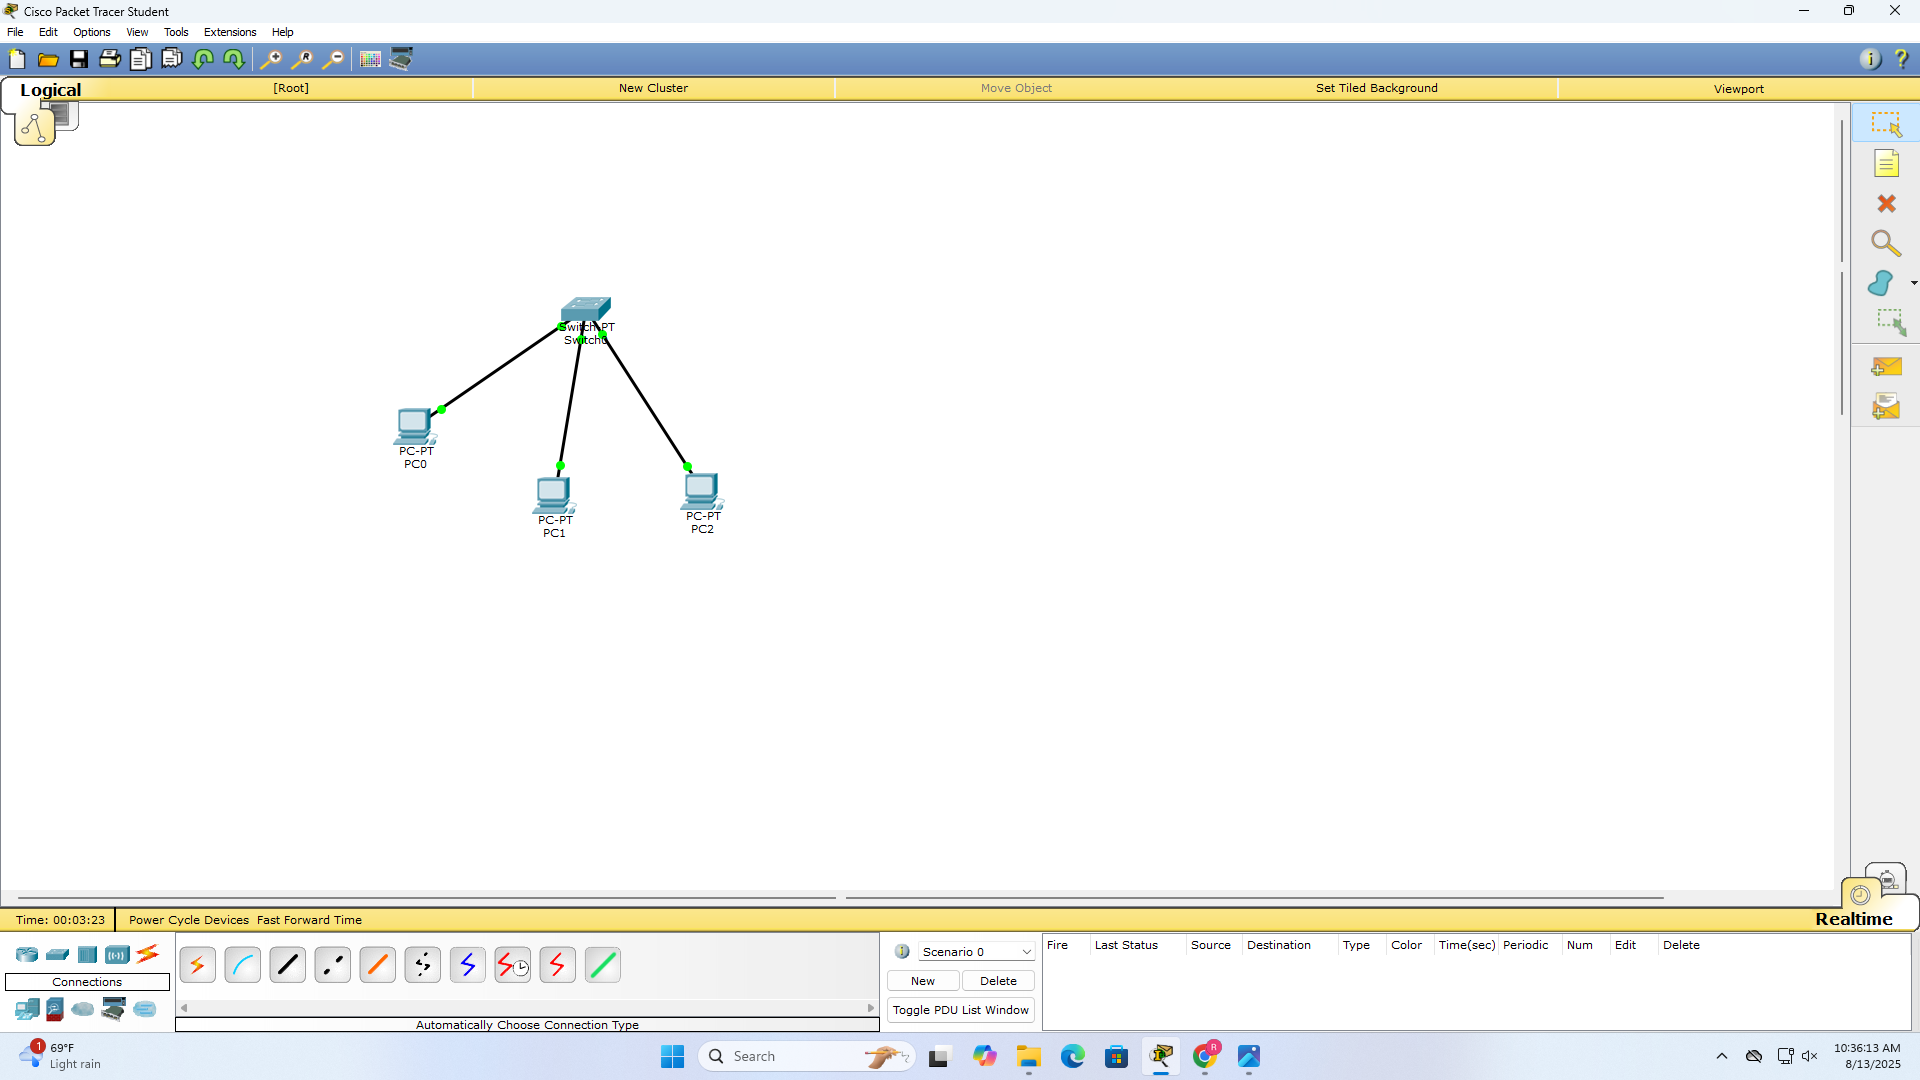 Cisco Packet Tracer Student
File Edit Options View Tools Extensions Help
Logical [Root] New Cluster Move Object Set Tiled Background Viewport
Switch-PT
Switch0
PC-PT
PC0
PC-PT
PC1
PC-PT
PC2
Time: 00:03:23 Power Cycle Devices Fast Forward Time Realtime
Scenario 0
Fire Last Status Source Destination Type Color Time(sec) Periodic Num Edit Delete
Connections
New Delete
Toggle PDU List Window
Automatically Choose Connection Type
1
69°F
Light rain
Search
R
10:36:13 AM
8/13/2025